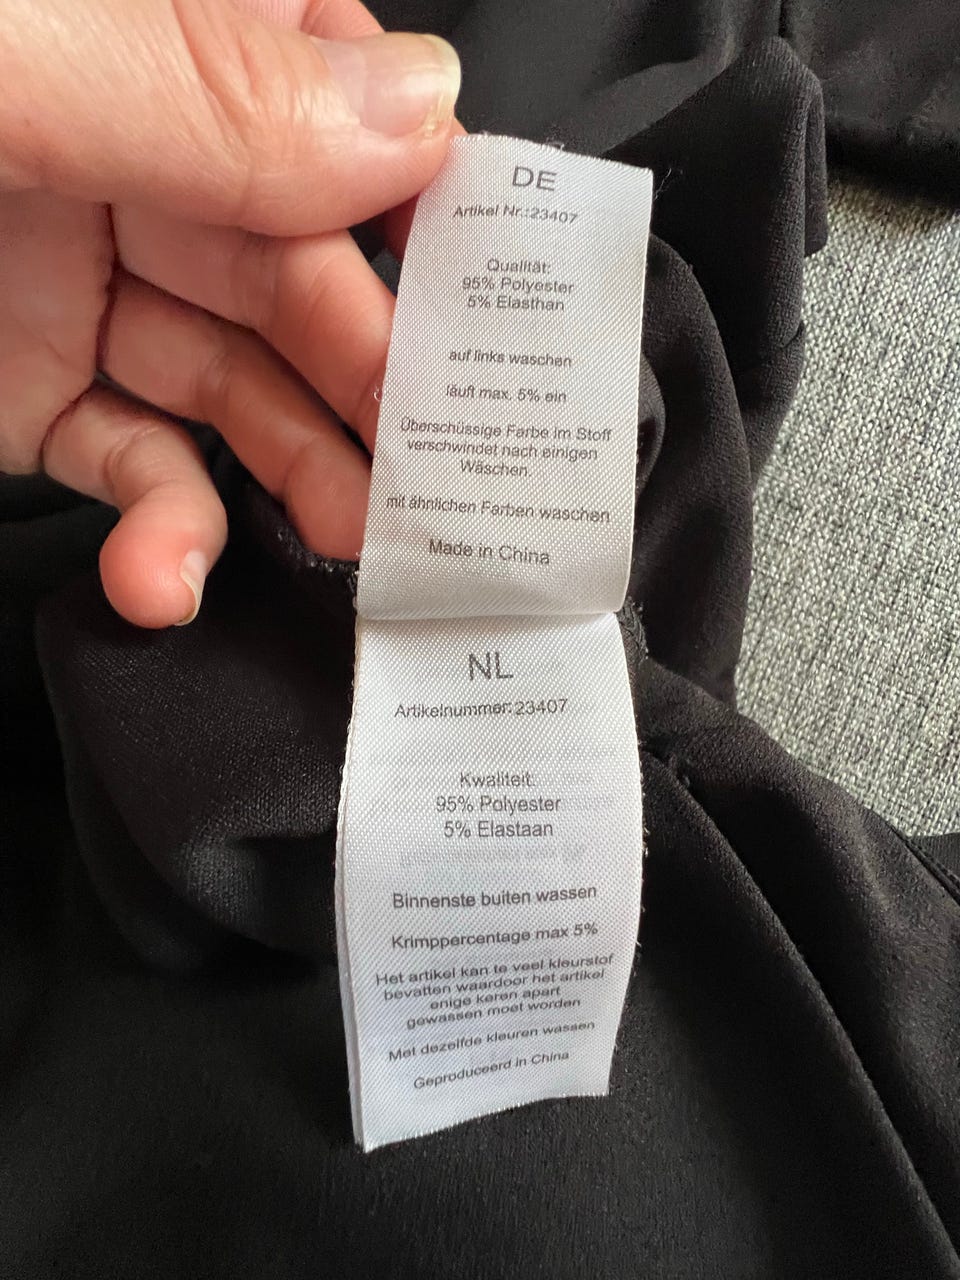 DE
Artikel Nr.:23407
Qualität:
95% Polyester
5% Elasthan
auf links waschen
läuft max. 5% ein
Überschüssige Farbe im Stoff
verschwindet nach einigen
Wäschen.
mit ähnlichen Farben waschen
Made in China
NL
Artikelnummer:23407
Kwaliteit:
95% Polyester
5% Elastaan
Binnenste buiten wassen
Krimppercentage max 5%
Het artikel kan te veel kleurstof
bevatten waardoor het artikel
enige keren apart
gewassen moet worden
Met dezelfde kleuren wassen
Geproduceerd in China